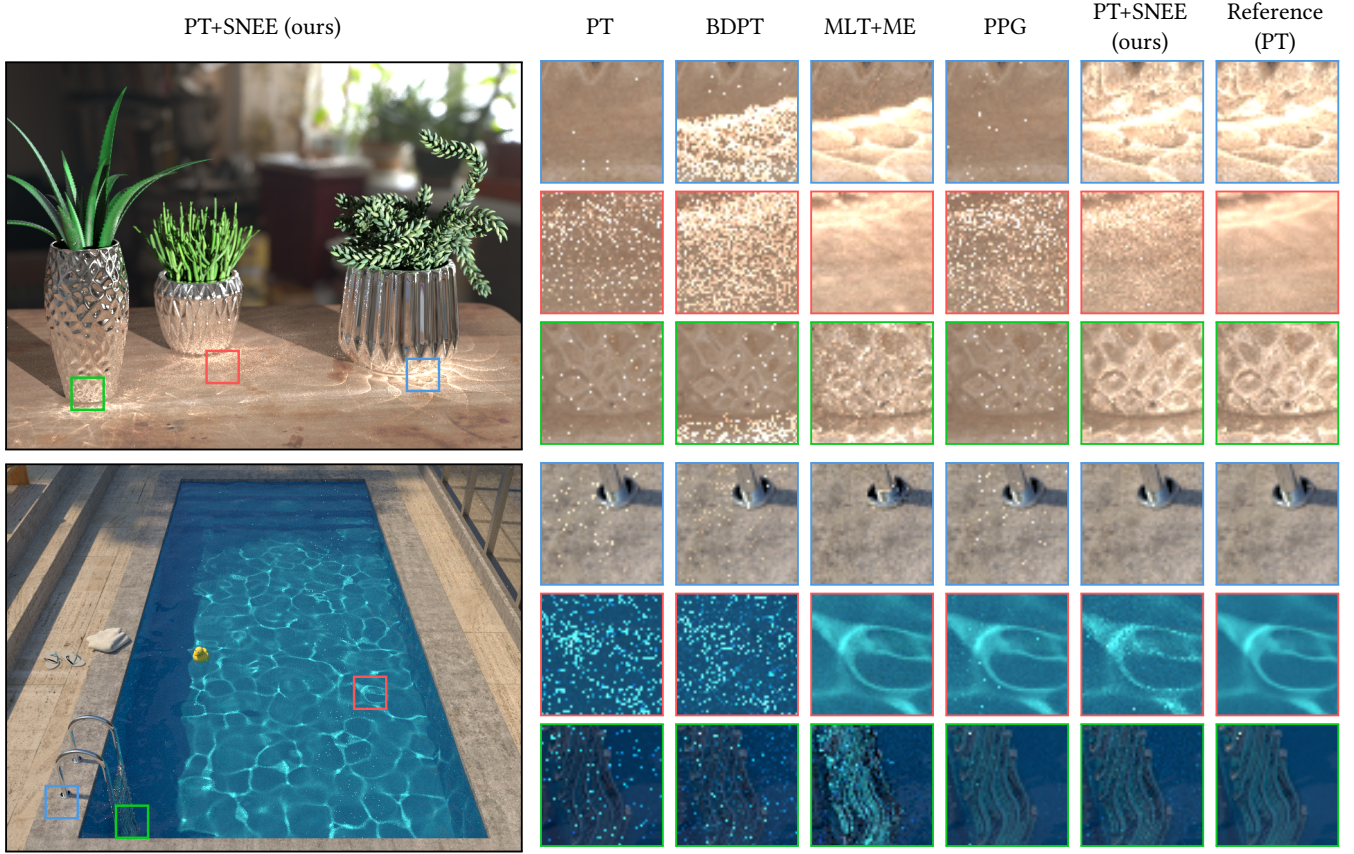 PT+SNEE (ours)
PT
BDPT
MLT+ME
PPG
PT+SNEE
(ours)
Reference
(PT)